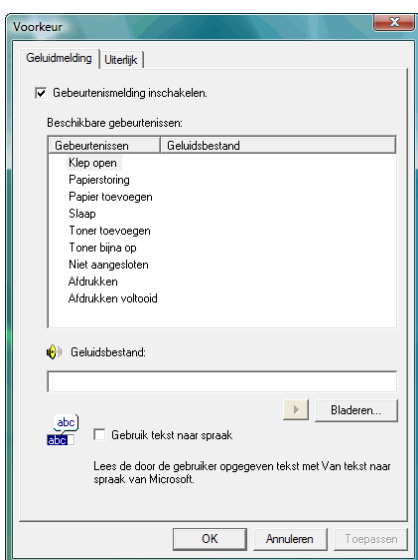 Voorkeur
Geluidmelding Uiterlijk
Gebeurtenismelding inschakelen.
Beschikbare gebeurtenissen:
Gebeurtenissen Geluidsbestand
Klep open
Papierstoring
Papier toevoegen
Slaap
Toner toevoegen
Toner bijna op
Niet aangesloten
Afdrukken
Afdrukken voltooid
Geluidsbestand:
Bladeren...
abc
abc
Gebruik tekst naar spraak
Lees de door de gebruiker opgegeven tekst met Van tekst naar
spraak van Microsoft.
OK Annuleren Toepassen